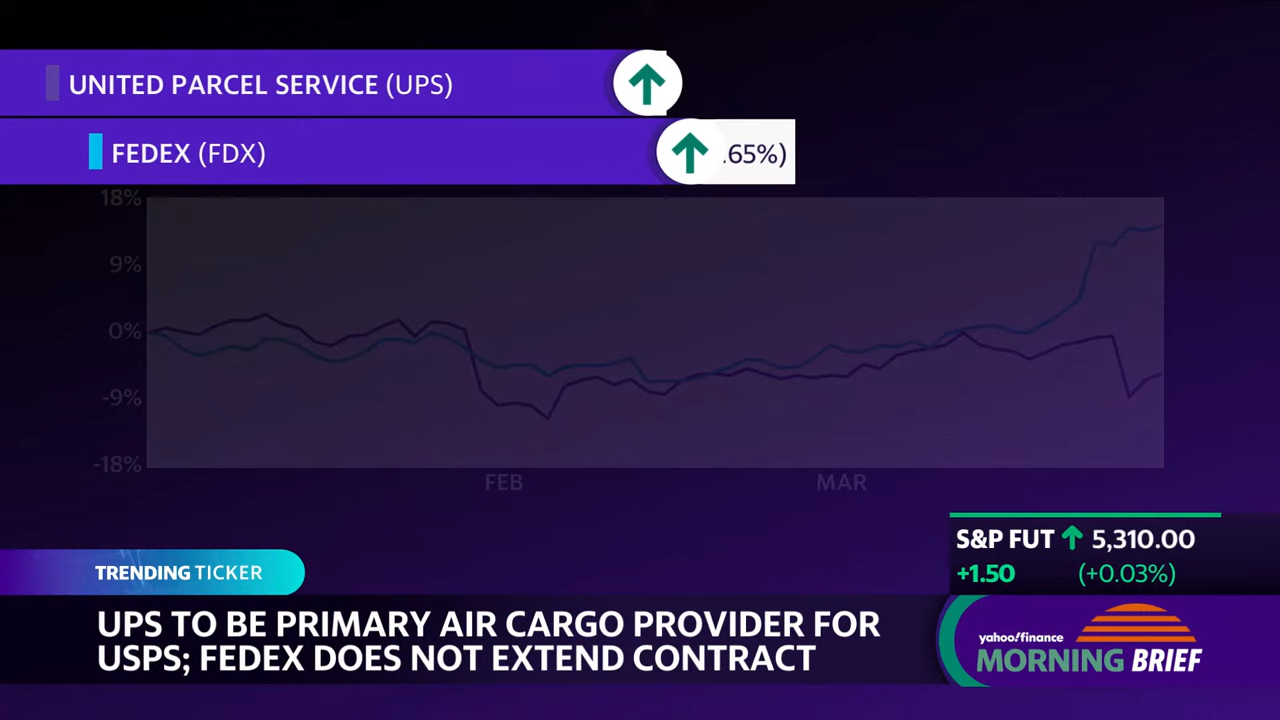 UNITED PARCEL SERVICE (UPS)
FEDEX (FDX)
.65%)
18%
9%
0%
-9%
-18%
FEB
MAR
S&P FUT 5,310.00
+1.50 (+0.03%)
TRENDING TICKER
UPS TO BE PRIMARY AIR CARGO PROVIDER FOR
USPS; FEDEX DOES NOT EXTEND CONTRACT
yahoo!finance
MORNING BRIEF